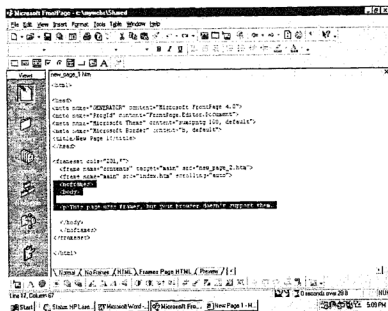 Microsoft FrontPage - c:\mywebs\Stumed
File Edit View Insert Format Tools Table Window Help
Views
new_page_1.htm
<html>
<head>
<meta name="GENERATOR" content="Microsoft FrontPage 4.0">
<meta name="ProgId" content="FrontPage.Editor.Document">
<meta name="Microsoft Theme" content="sumipntg 100, default">
<meta name="Microsoft Border" content="b, default">
<title>New Page 1</title>
</head>
<frameset cols="201,*">
<frame name="contents" target="main" src="new_page_2.htm">
<frame name="main" src="index.htm" scrolling="auto">
<noframes>
<body>
<p>This page uses frames, but your browser doesn't support them.
</body>
</noframes>
</frameset>
</html>
Normal No Frames HTML Frames Page HTML Preview
Line 17, Column 67
0 seconds over 28.8
NUM
Start
Status HP Lase...
Microsoft Word -
Microsoft Fro...
New Page 1 - M...
5:09 PM